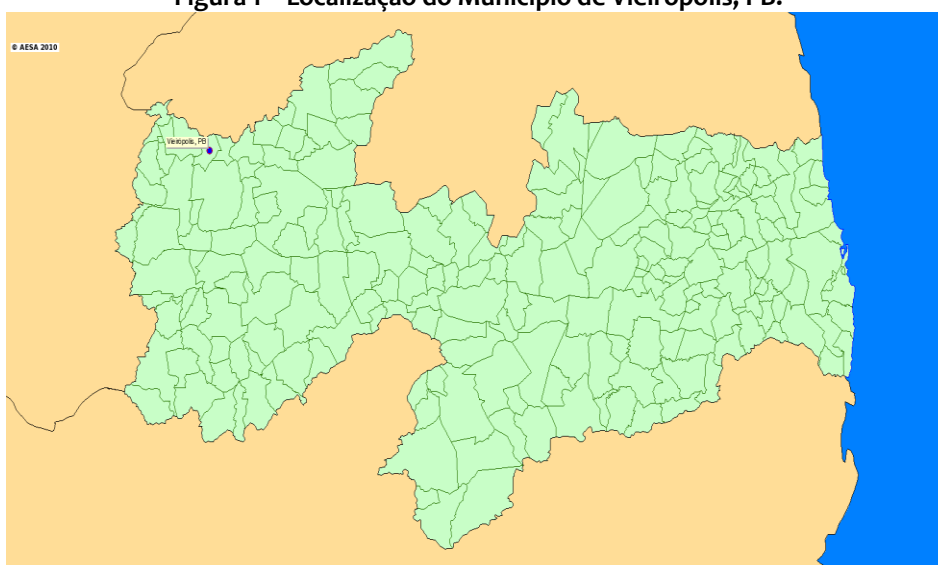 Figura 1 - Localização do Município de Vieirópolis, PB.
© AESA 2010
Vieirópolis, PB